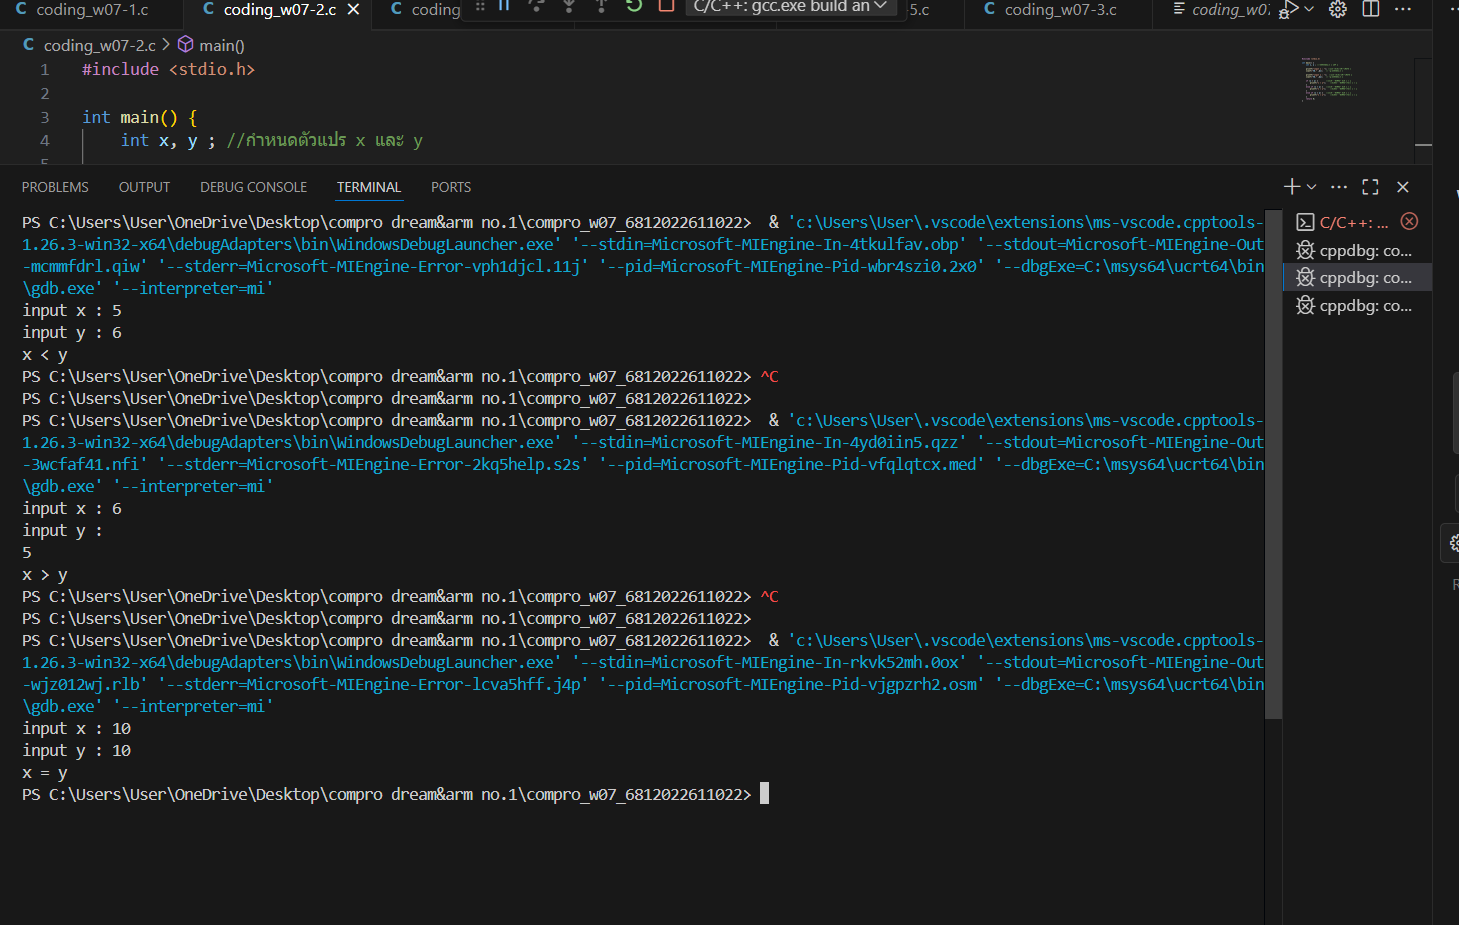 coding_w07-1.c
coding_w07-2.c
coding
C/C++: gcc.exe build an
5.c
coding_w07-3.c
coding_w07
coding_w07-2.c > main()
1 #include <stdio.h>
2
3 int main() {
4 int x, y ; //กำหนดตัวแปร x และ y
5
PROBLEMS OUTPUT DEBUG CONSOLE TERMINAL PORTS
PS C:\Users\User\OneDrive\Desktop\compro dream&arm no.1\compro_w07_6812022611022> & 'c:\Users\User\.vscode\extensions\ms-vscode.cpptools-
1.26.3-win32-x64\debugAdapters\bin\WindowsDebugLauncher.exe' '--stdin=Microsoft-MIEngine-In-4tkulfav.obp' '--stdout=Microsoft-MIEngine-Out
-mcmmfdrl.qiw' '--stderr=Microsoft-MIEngine-Error-vph1djcl.11j' '--pid=Microsoft-MIEngine-Pid-wbr4szi0.2x0' '--dbgExe=C:\msys64\ucrt64\bin
\gdb.exe' '--interpreter=mi'
input x : 5
input y : 6
x < y
PS C:\Users\User\OneDrive\Desktop\compro dream&arm no.1\compro_w07_6812022611022> ^C
PS C:\Users\User\OneDrive\Desktop\compro dream&arm no.1\compro_w07_6812022611022>
PS C:\Users\User\OneDrive\Desktop\compro dream&arm no.1\compro_w07_6812022611022> & 'c:\Users\User\.vscode\extensions\ms-vscode.cpptools-
1.26.3-win32-x64\debugAdapters\bin\WindowsDebugLauncher.exe' '--stdin=Microsoft-MIEngine-In-4yd0iin5.qzz' '--stdout=Microsoft-MIEngine-Out
-3wcfaf41.nfi' '--stderr=Microsoft-MIEngine-Error-2kq5help.s2s' '--pid=Microsoft-MIEngine-Pid-vfqlqtcx.med' '--dbgExe=C:\msys64\ucrt64\bin
\gdb.exe' '--interpreter=mi'
input x : 6
input y :
5
x > y
PS C:\Users\User\OneDrive\Desktop\compro dream&arm no.1\compro_w07_6812022611022> ^C
PS C:\Users\User\OneDrive\Desktop\compro dream&arm no.1\compro_w07_6812022611022>
PS C:\Users\User\OneDrive\Desktop\compro dream&arm no.1\compro_w07_6812022611022> & 'c:\Users\User\.vscode\extensions\ms-vscode.cpptools-
1.26.3-win32-x64\debugAdapters\bin\WindowsDebugLauncher.exe' '--stdin=Microsoft-MIEngine-In-rkvk52mh.0ox' '--stdout=Microsoft-MIEngine-Out
-wjz012wj.rlb' '--stderr=Microsoft-MIEngine-Error-lcva5hff.j4p' '--pid=Microsoft-MIEngine-Pid-vjgpzrh2.osm' '--dbgExe=C:\msys64\ucrt64\bin
\gdb.exe' '--interpreter=mi'
input x : 10
input y : 10
x = y
PS C:\Users\User\OneDrive\Desktop\compro dream&arm no.1\compro_w07_6812022611022>
C/C++: ...
cppdbg: co...
cppdbg: co...
cppdbg: co...